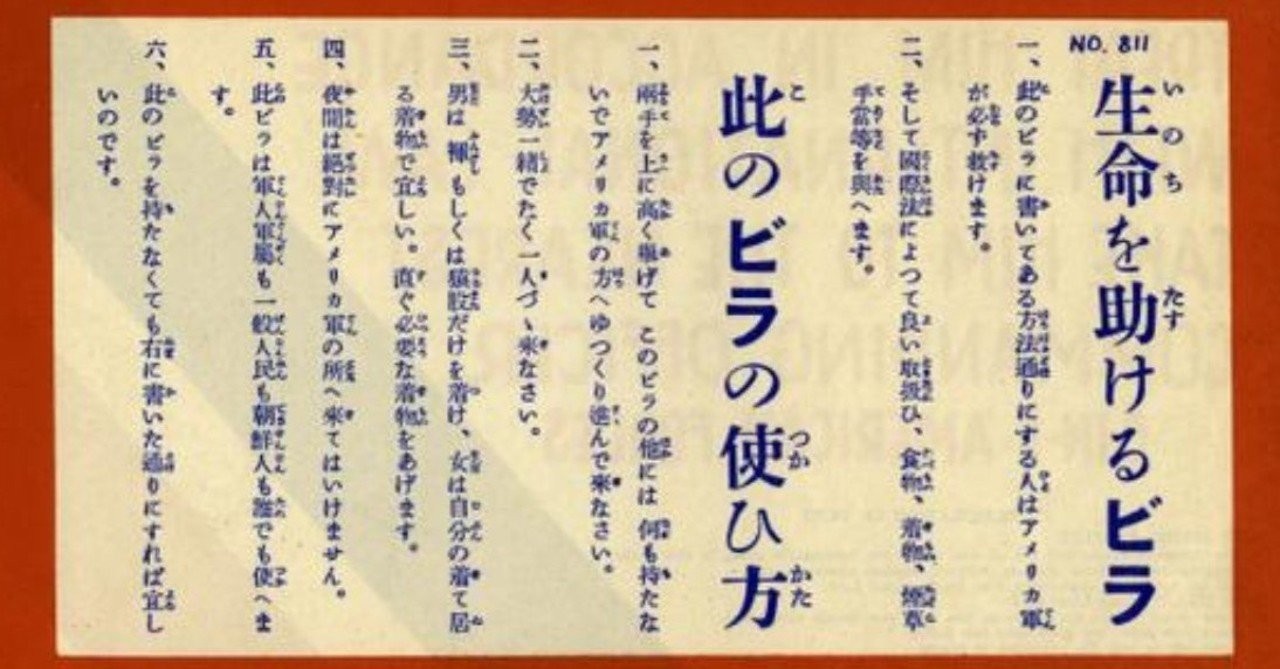 NO. 811
生命を助けるビラ
一、此のビラに書いてある方法通りにする人はアメリカ軍
が必ず救けます。
二、そして國際法によつて良い取扱ひ、食物、着物、煙草
手當等を與へます。
此のビラの使ひ方
一、兩手を上に高く舉げて このビラの他には 何も持たな
いでアメリカ軍の方へゆつくり進んで来なさい。
二、大勢一緒でなく一人づゝ来なさい。
三、男は 褌 もしくは猿股だけを着け、女は自分の着て居
る着物で宜しい。直ぐ必要な着物をあげます。
四、夜間は絕對にアメリカ軍の所へ来てはいけません。
五、此ビラは軍人軍屬も一般人民も朝鮮人も誰でも使へま
す。
六、此のビラを持たなくても右に書いた通りにすれば宜し
いのです。